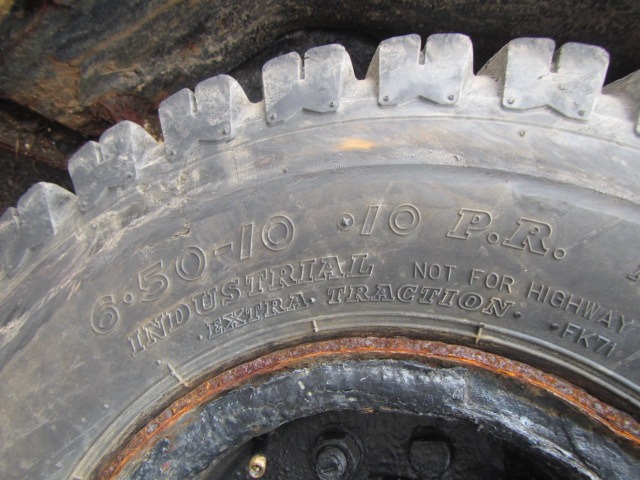 6·50-10 ·10 P.R.
INDUSTRIAL
EXTRA TRACTION
NOT FOR HIGHWAY
FK71